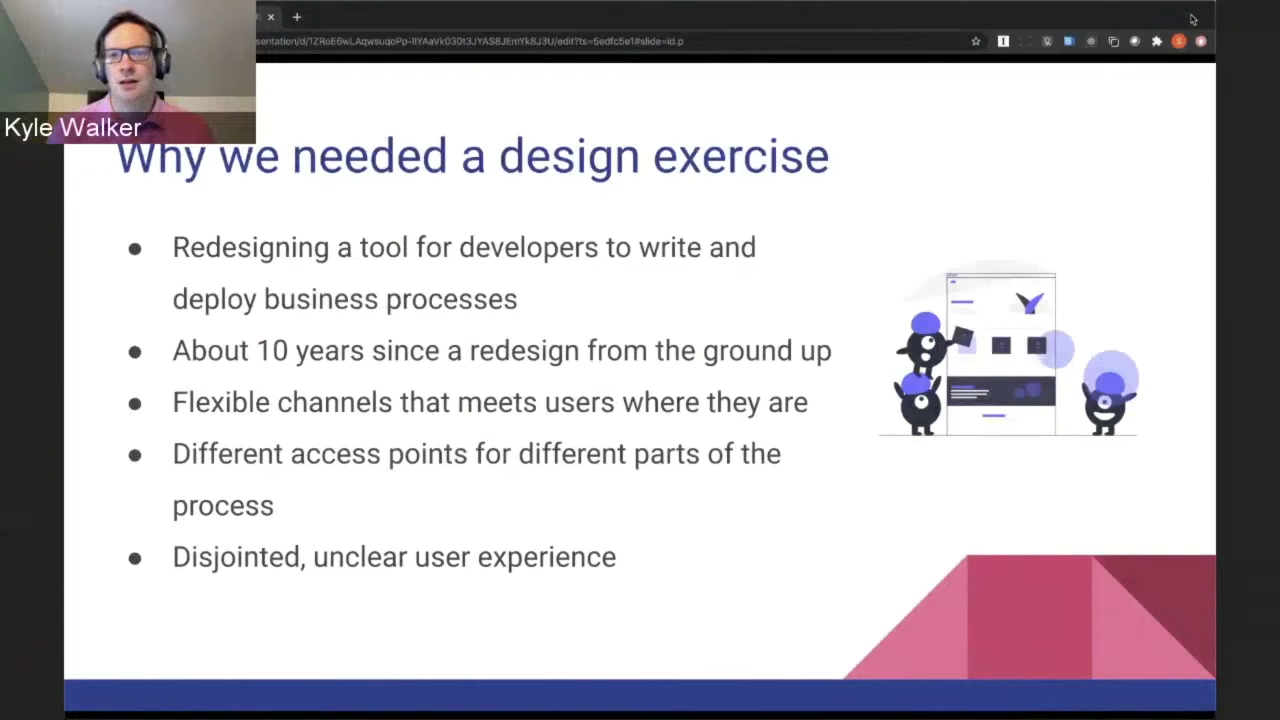 Kyle Walker
Why we needed a design exercise
● Redesigning a tool for developers to write and
deploy business processes
● About 10 years since a redesign from the ground up
● Flexible channels that meets users where they are
● Different access points for different parts of the
process
● Disjointed, unclear user experience